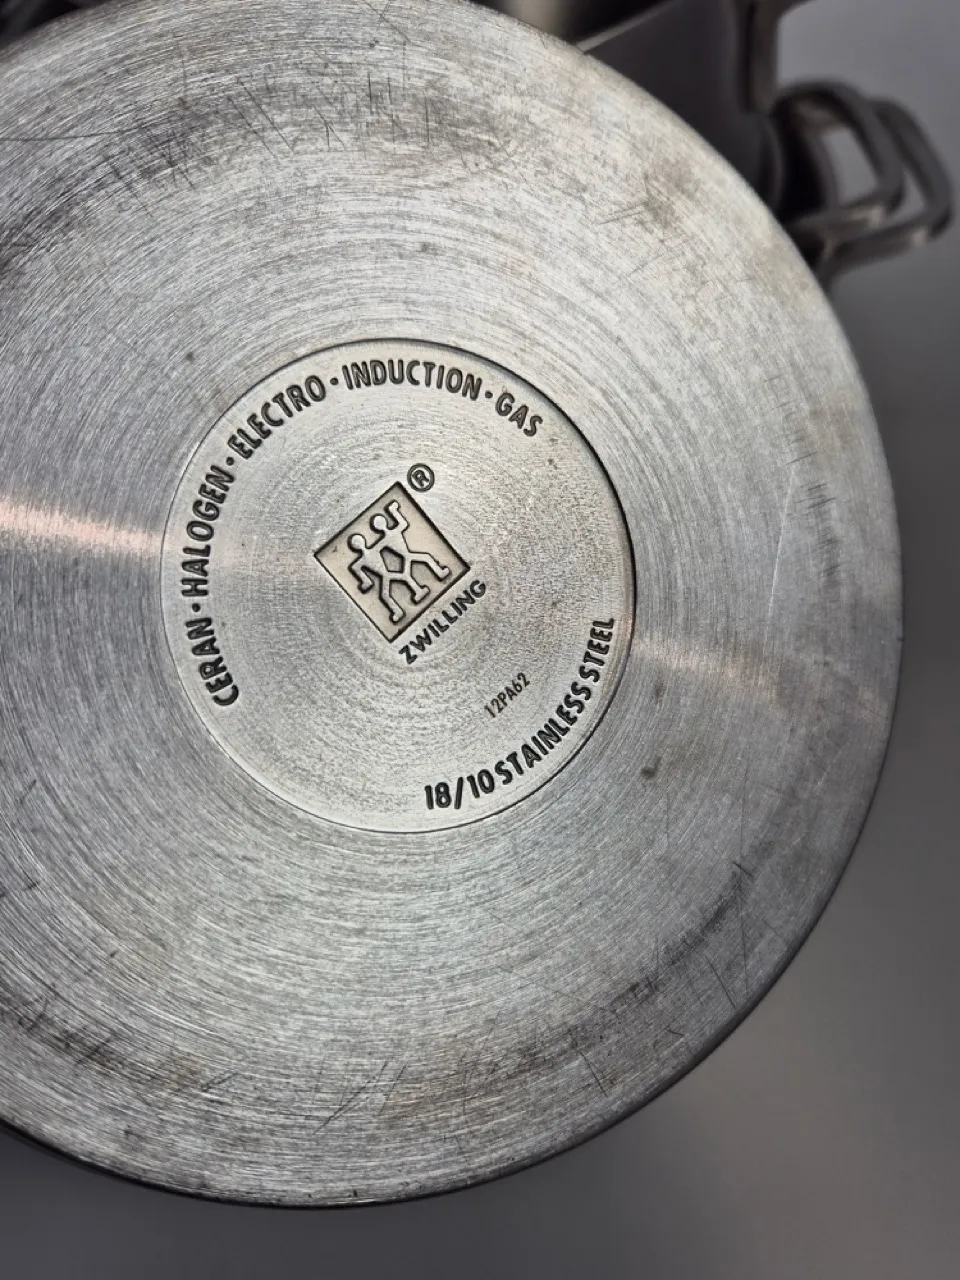 CERAN · HALOGEN · ELECTRO · INDUCTION · GAS
®
ZWILLING
12PA62
18/10 STAINLESS STEEL